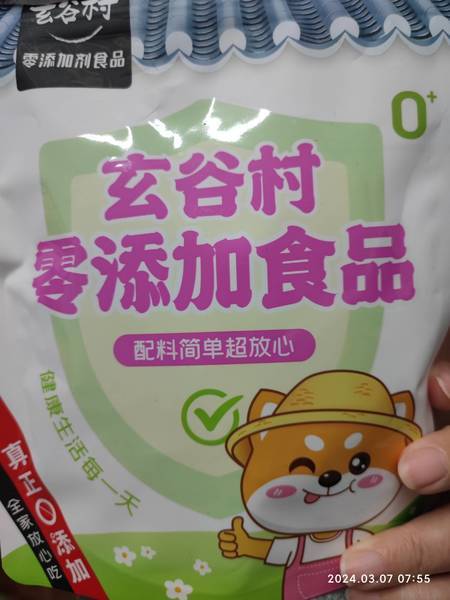 玄谷村
零添加剂食品
0+
玄谷村
零添加食品
配料简单超放心
健康生活每一天
真正0添加
全家放心吃
2024.03.07 07:55